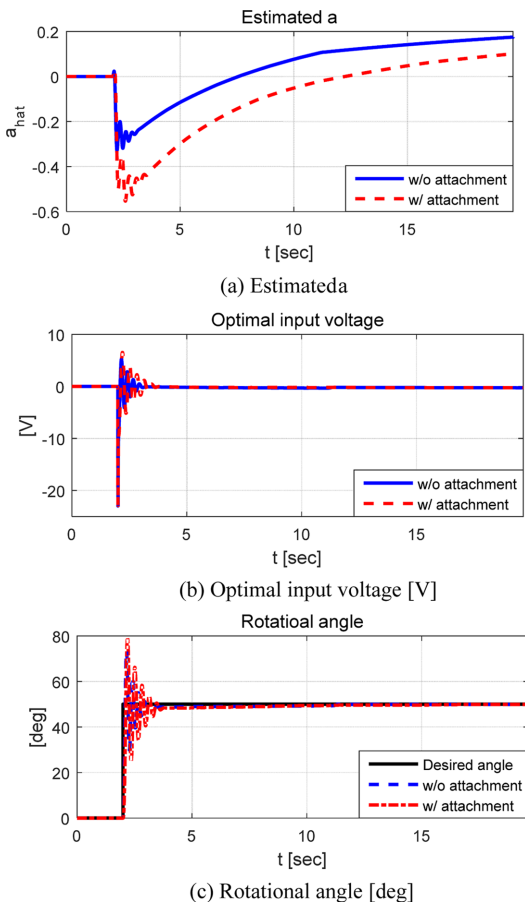 Estimated a
0.2
0
-0.2
-0.4
-0.6
a_hat
w/o attachment
w/ attachment
0 5 10 15
t [sec]
(a) Estimateda
Optimal input voltage
10
0
-10
-20
[V]
w/o attachment
w/ attachment
0 5 10 15
t [sec]
(b) Optimal input voltage [V]
Rotatioal angle
80
60
40
20
0
[deg]
Desired angle
w/o attachment
w/ attachment
0 5 10 15
t [sec]
(c) Rotational angle [deg]